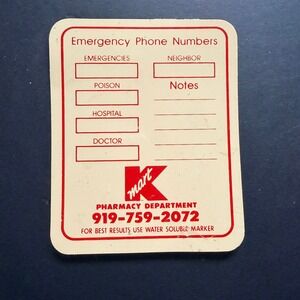 Emergency Phone Numbers
EMERGENCIES
NEIGHBOR
POISON
Notes
HOSPITAL
DOCTOR
K
mart
PHARMACY DEPARTMENT
919-759-2072
FOR BEST RESULTS USE WATER SOLUBLE MARKER